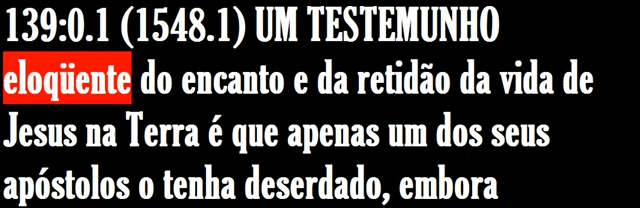 139:0.1 (1548.1) UM TESTEMUNHO
eloqüente do encanto e da retidão da vida de
Jesus na Terra é que apenas um dos seus
apóstolos o tenha deserdado, embora